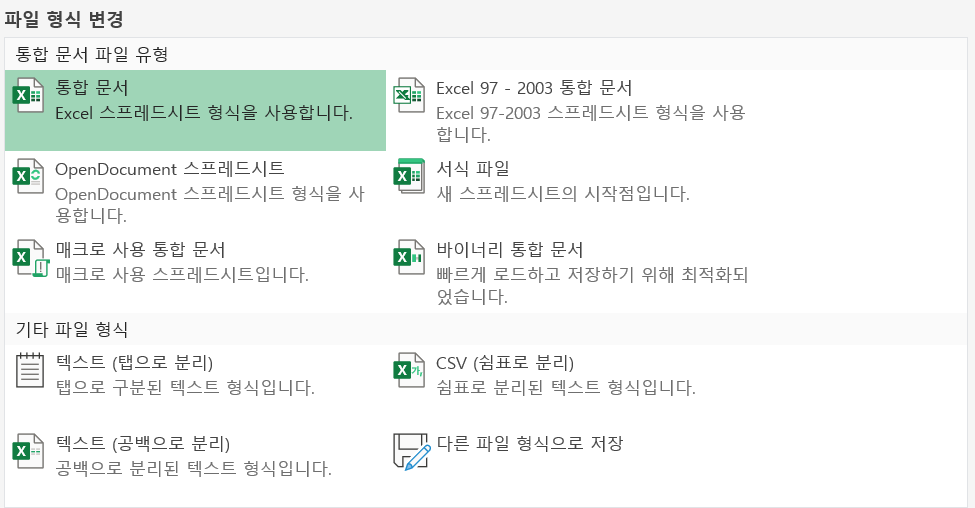 파일 형식 변경
통합 문서 파일 유형
통합 문서
Excel 스프레드시트 형식을 사용합니다.
Excel 97 - 2003 통합 문서
Excel 97-2003 스프레드시트 형식을 사용
합니다.
OpenDocument 스프레드시트
OpenDocument 스프레드시트 형식을 사
용합니다.
서식 파일
새 스프레드시트의 시작점입니다.
매크로 사용 통합 문서
매크로 사용 스프레드시트입니다.
바이너리 통합 문서
빠르게 로드하고 저장하기 위해 최적화되
었습니다.
기타 파일 형식
텍스트 (탭으로 분리)
탭으로 구분된 텍스트 형식입니다.
CSV (쉼표로 분리)
쉼표로 분리된 텍스트 형식입니다.
텍스트 (공백으로 분리)
공백으로 분리된 텍스트 형식입니다.
다른 파일 형식으로 저장